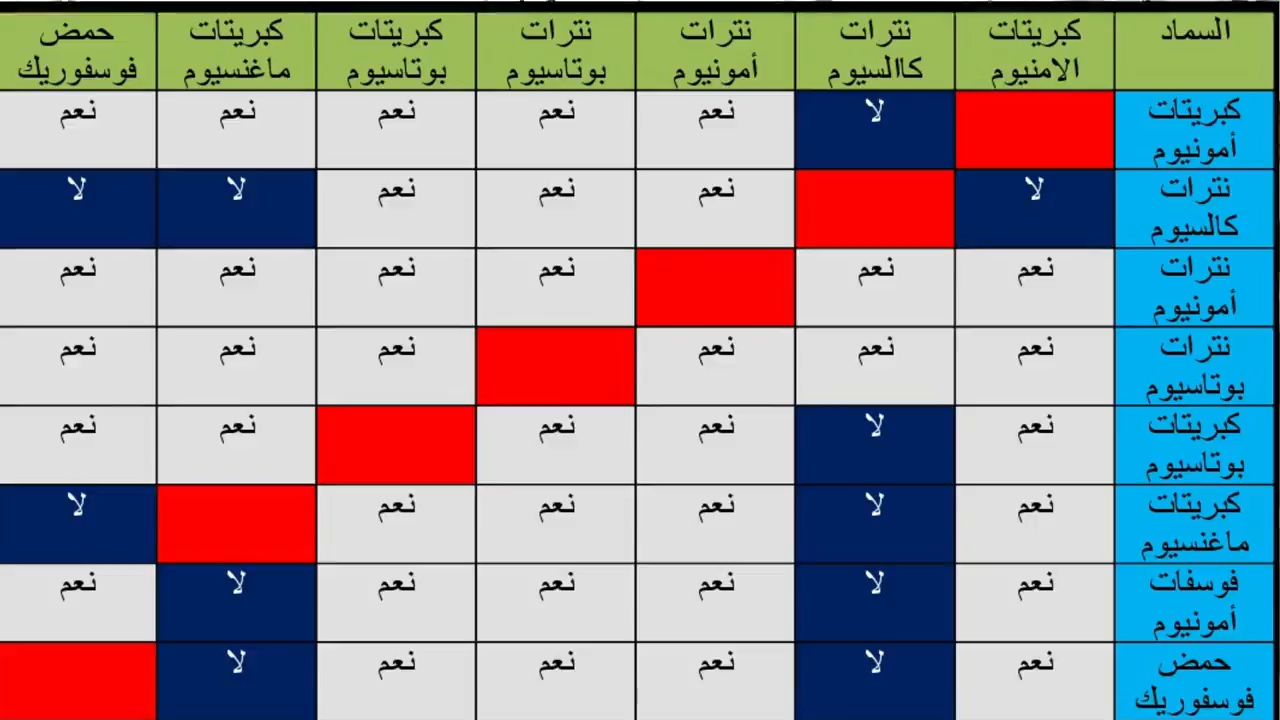 السماد كبريتات نترات نترات نترات كبريتات كبريتات حمض
الامنيوم كاالسيوم أمونيوم بوتاسيوم بوتاسيوم ماغنسيوم فوسفوريك
كبريتات لا نعم نعم نعم نعم نعم
أمونيوم
نترات لا نعم نعم نعم لا لا
كالسيوم
نترات نعم نعم نعم نعم نعم نعم
أمونيوم
نترات نعم نعم نعم نعم نعم نعم
بوتاسيوم
كبريتات نعم لا نعم نعم نعم نعم
بوتاسيوم
كبريتات نعم لا نعم نعم نعم لا
ماغنسيوم
فوسفات نعم لا نعم نعم نعم لا نعم
أمونيوم
حمض نعم لا نعم نعم نعم لا
فوسفوريك